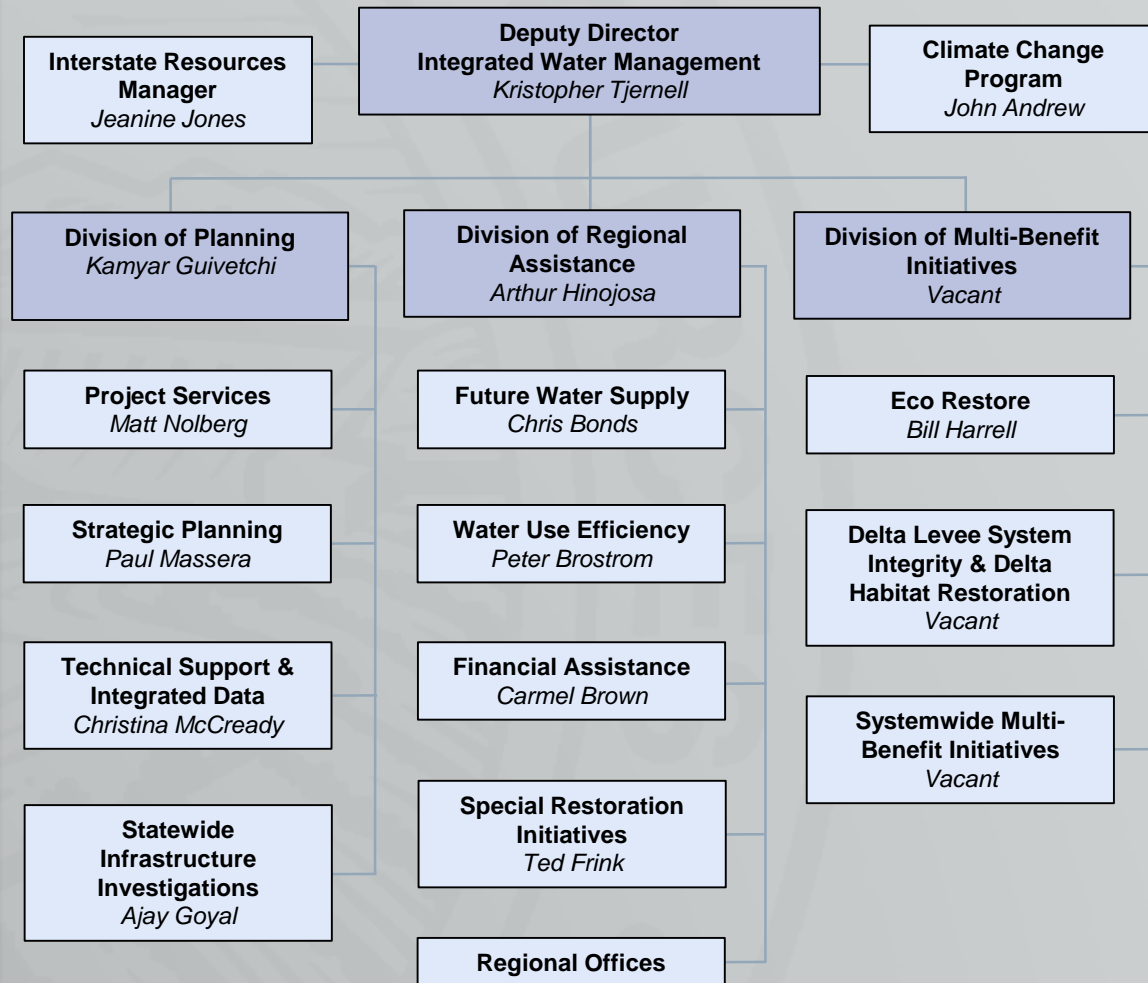 Deputy Director
Integrated Water Management
Kristopher Tjernell
Interstate Resources
Manager
Jeanine Jones
Climate Change
Program
John Andrew
Division of Planning
Kamyar Guivetchi
Division of Regional
Assistance
Arthur Hinojosa
Division of Multi-Benefit
Initiatives
Vacant
Project Services
Matt Nolberg
Strategic Planning
Paul Massera
Technical Support &
Integrated Data
Christina McCready
Statewide
Infrastructure
Investigations
Ajay Goyal
Future Water Supply
Chris Bonds
Water Use Efficiency
Peter Brostrom
Financial Assistance
Carmel Brown
Special Restoration
Initiatives
Ted Frink
Regional Offices
Eco Restore
Bill Harrell
Delta Levee System
Integrity & Delta
Habitat Restoration
Vacant
Systemwide Multi-
Benefit Initiatives
Vacant